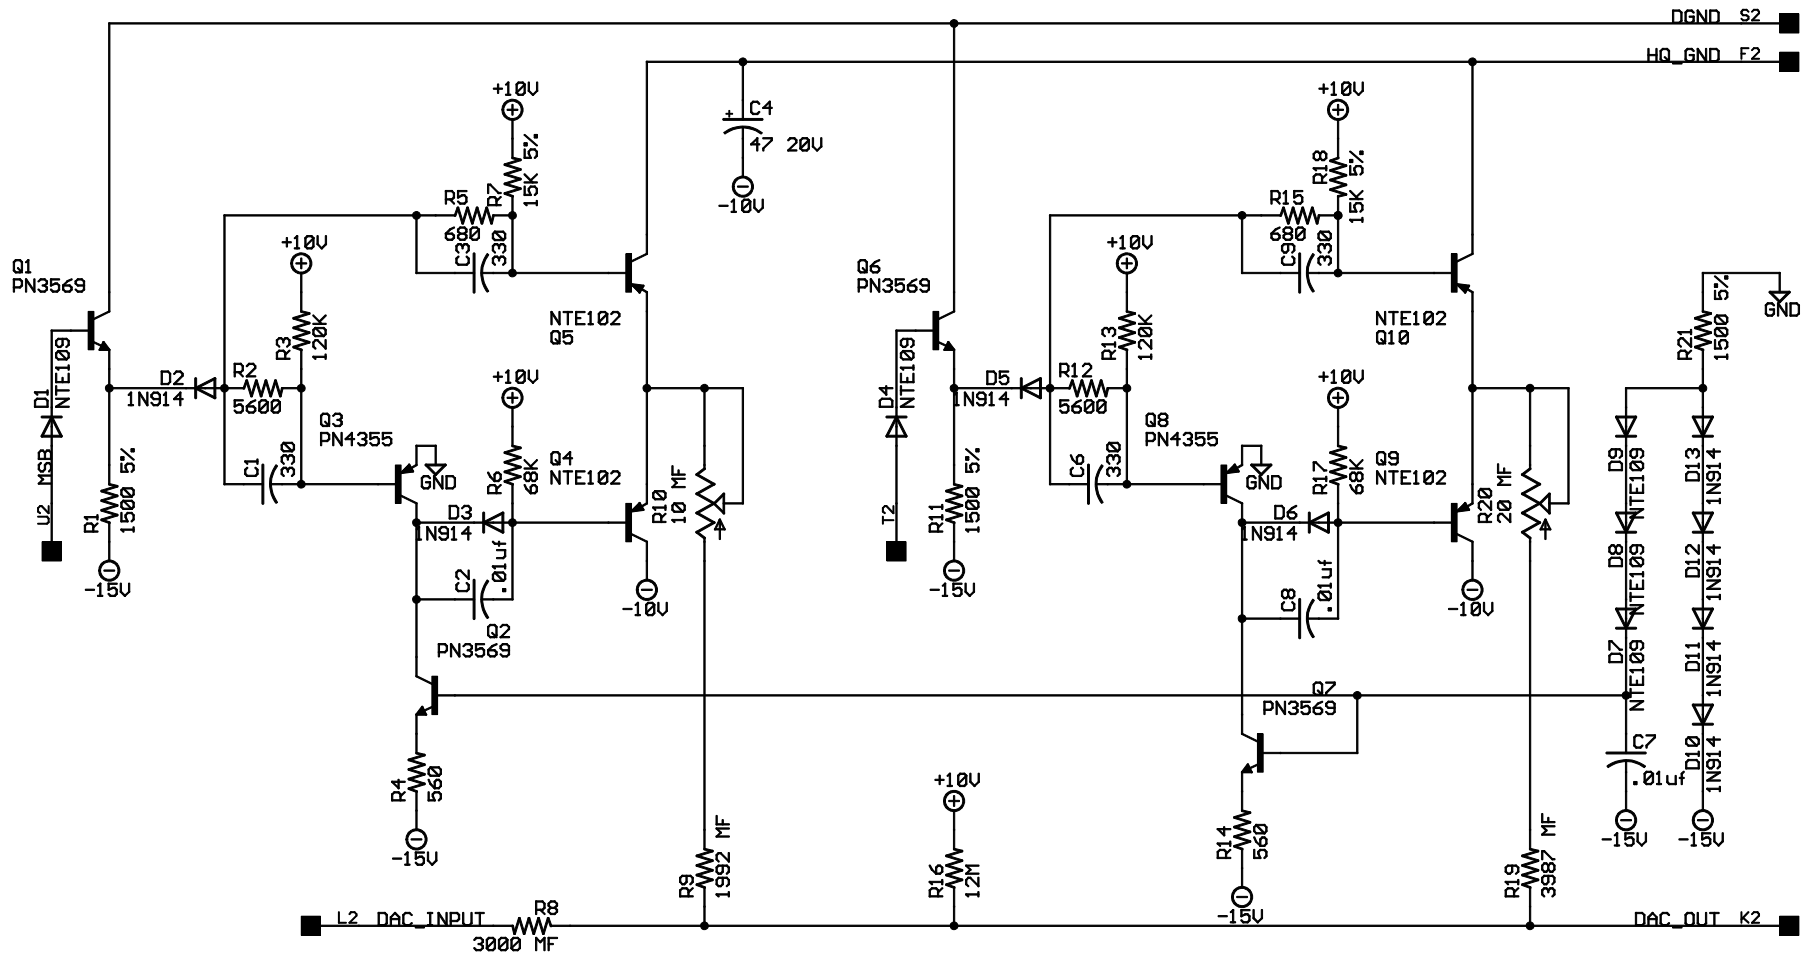 DGND S2
HQ_GND F2
+10V
+10V
C4
47 20V
-10V
R7
15K 5%
R18
15K 5%
R5
680
C3
330
R15
680
C9
330
+10V
+10V
Q1
PN3569
Q6
PN3569
NTE102
Q5
NTE102
Q10
R21
1500 5%
GND
R3
120K
R13
120K
D1
NTE109
D2
1N914
R2
5600
+10V
D4
NTE109
D5
1N914
R12
5600
+10V
Q3
PN4355
Q8
PN4355
C1
330
GND
R6
68K
Q4
NTE102
C6
330
GND
R17
68K
Q9
NTE102
U2 MSB
R1
1500 5%
D3
1N914
R10
10 MF
T2
R11
1500 5%
D6
1N914
R20
20 MF
D9
NTE109
D13
1N914
D8
NTE109
D12
1N914
D7
NTE109
D11
1N914
D10
1N914
-15V
C2
.01uf
-10V
-15V
C8
.01uf
-10V
Q2
PN3569
Q7
PN3569
C7
.01uf
R4
560
-15V
+10V
R14
560
-15V
-15V
-15V
R9
1992 MF
R16
12M
R19
3987 MF
L2 DAC_INPUT
R8
3000 MF
DAC_OUT K2